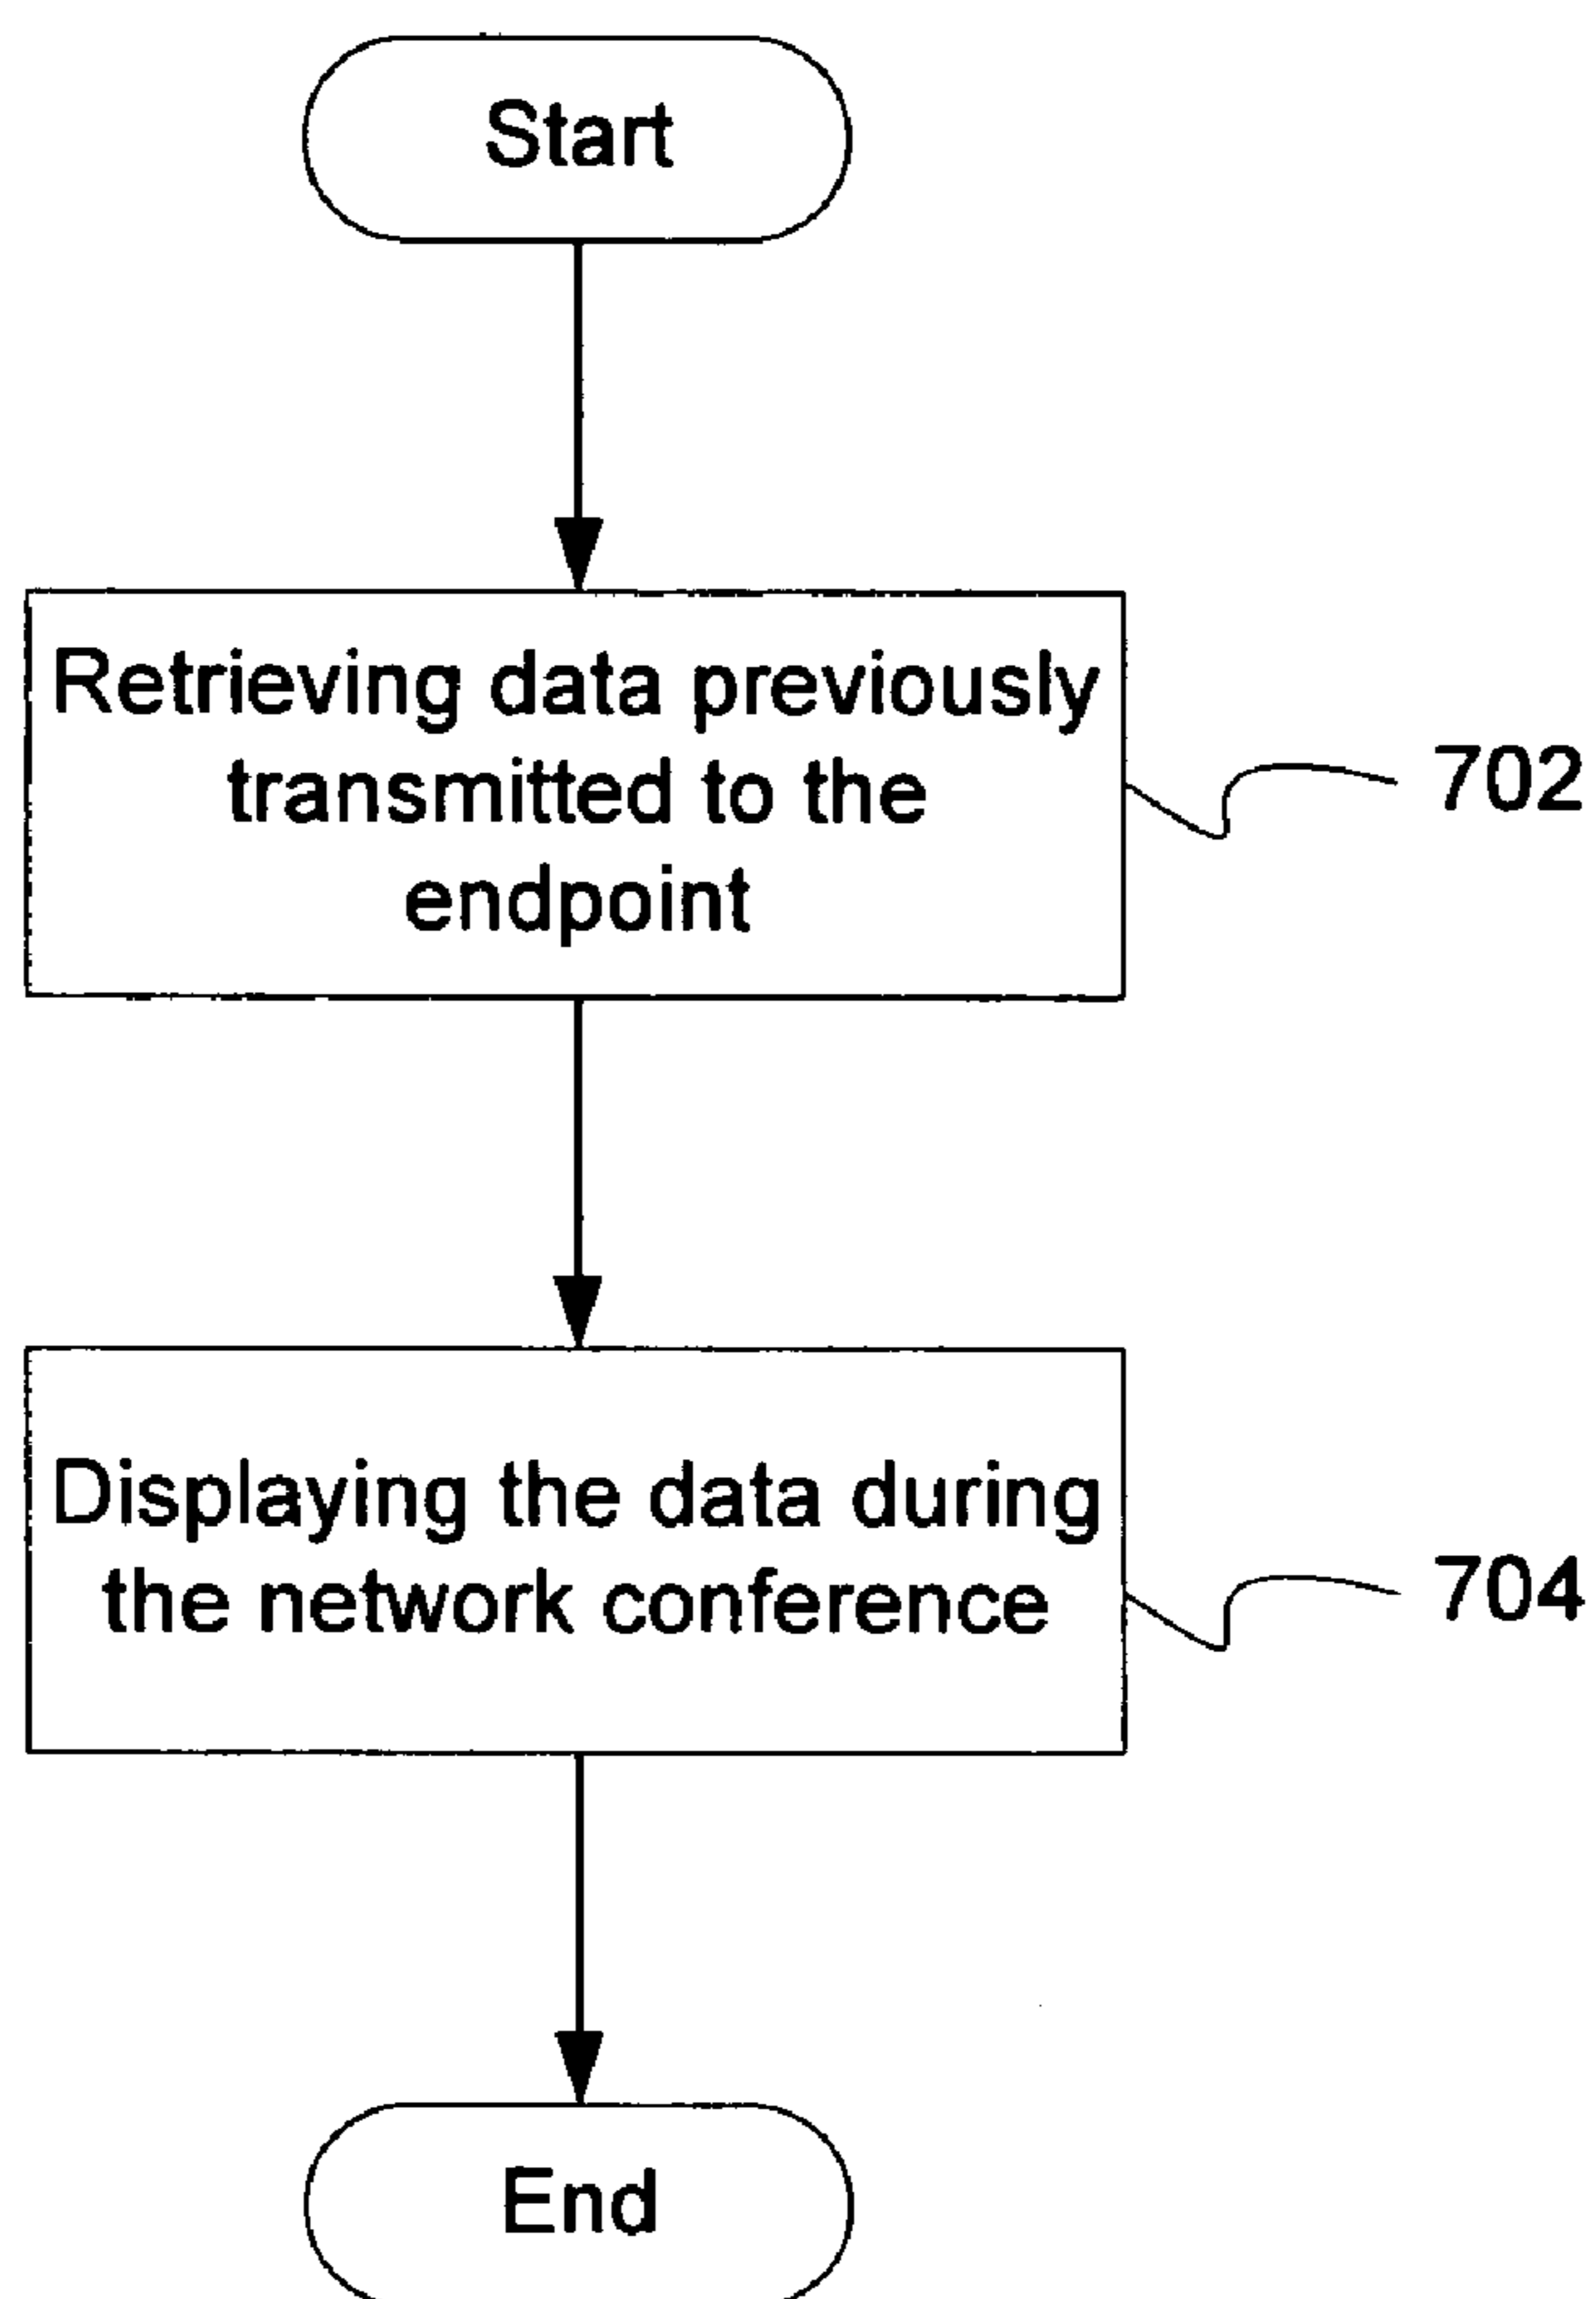 Start
Retrieving data previously
transmitted to the
endpoint
702
Displaying the data during
the network conference
704
End